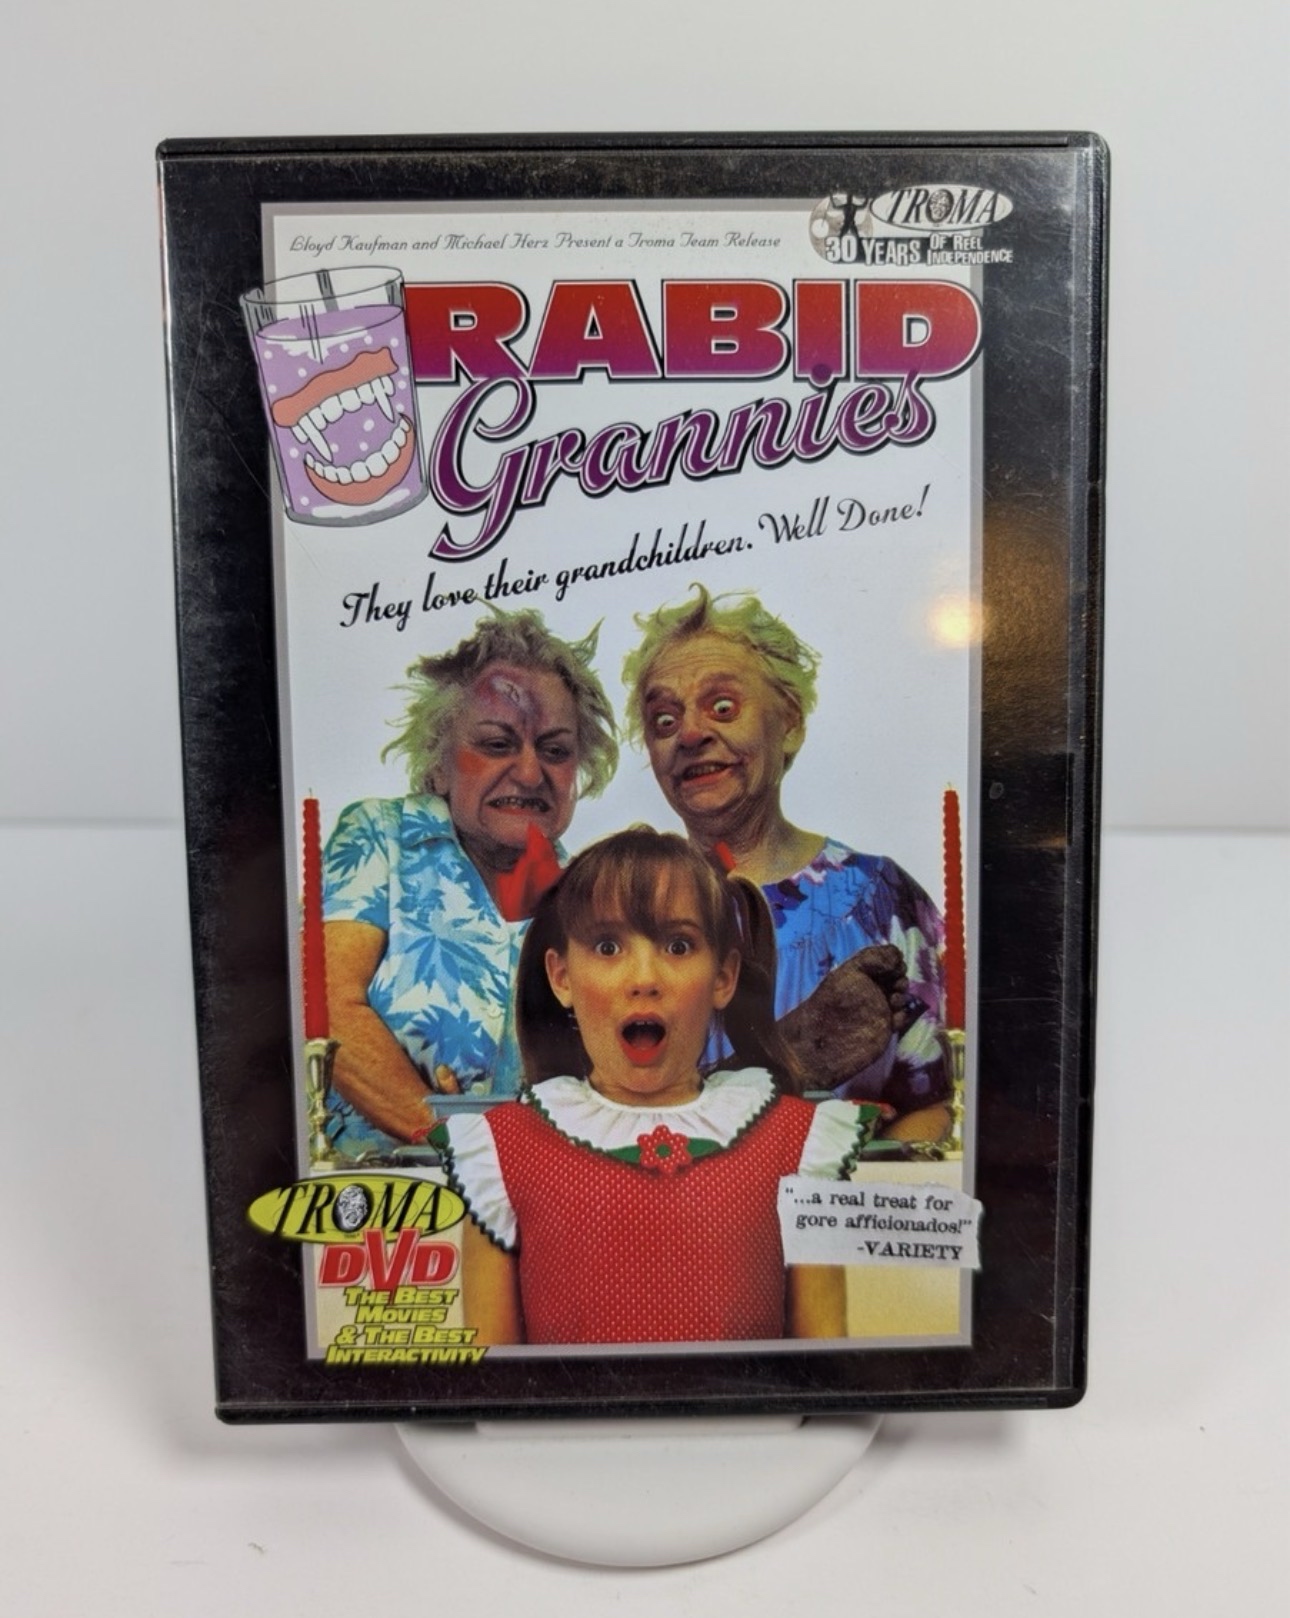 Lloyd Kaufman and Michael Herz Present a Troma Team Release
TROMA
30 YEARS OF REEL INDEPENDENCE
RABID
Grannies
They love their grandchildren. Well Done!
TROMA
DVD
THE BEST
MOVIES
& THE BEST
INTERACTIVITY
"...a real treat for
gore afficionados!"
-VARIETY